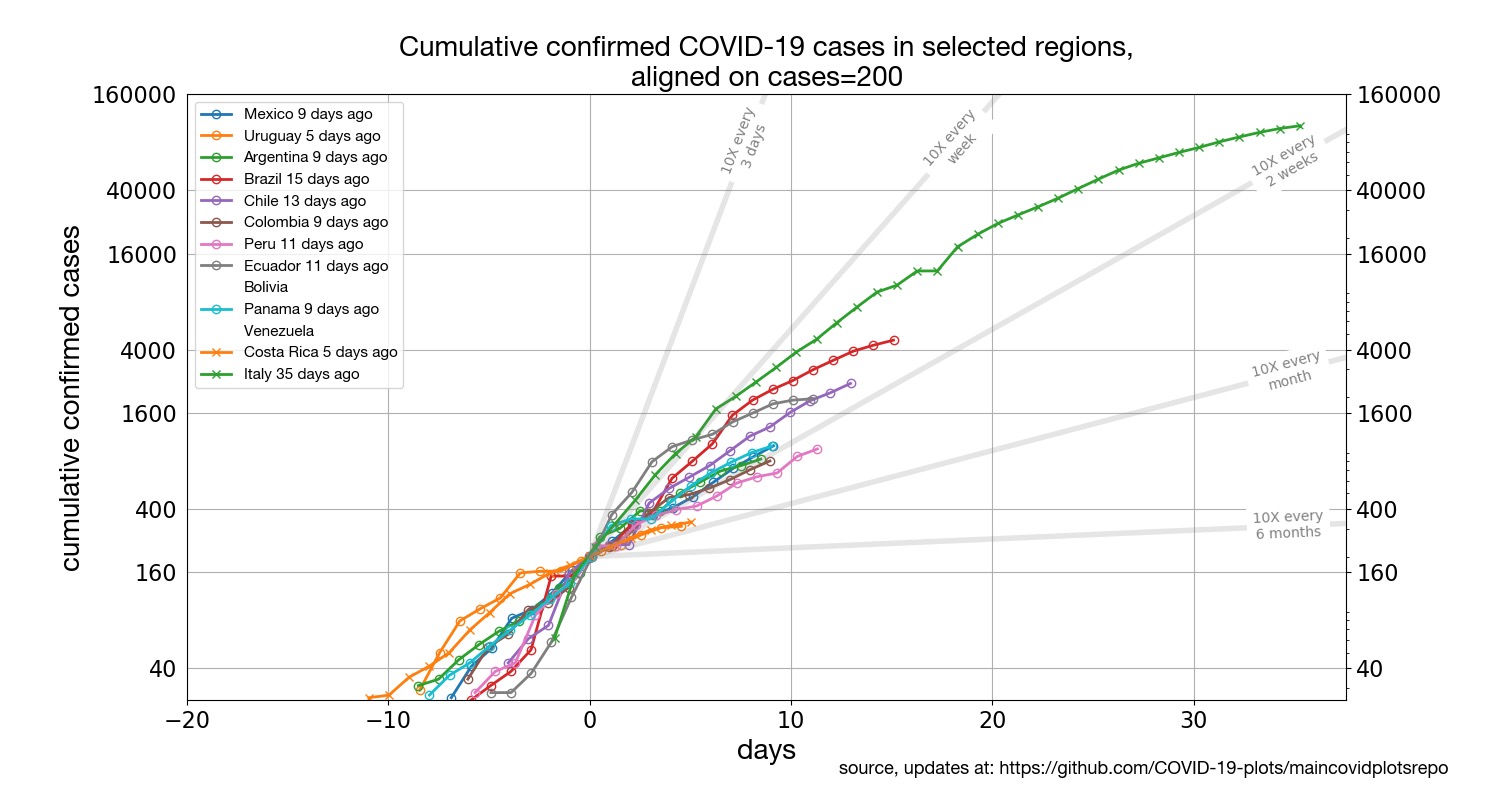 Cumulative confirmed COVID-19 cases in selected regions,
aligned on cases=200
160000
40000
16000
4000
1600
400
160
40
cumulative confirmed cases
Mexico 9 days ago
Uruguay 5 days ago
Argentina 9 days ago
Brazil 15 days ago
Chile 13 days ago
Colombia 9 days ago
Peru 11 days ago
Ecuador 11 days ago
Bolivia
Panama 9 days ago
Venezuela
Costa Rica 5 days ago
Italy 35 days ago
10X every
3 days
10X every
week
10X every
2 weeks
10X every
month
10X every
6 months
160000
40000
16000
4000
1600
400
160
40
−20
−10
0
10
20
30
days
source, updates at: https://github.com/COVID-19-plots/maincovidplotsrepo